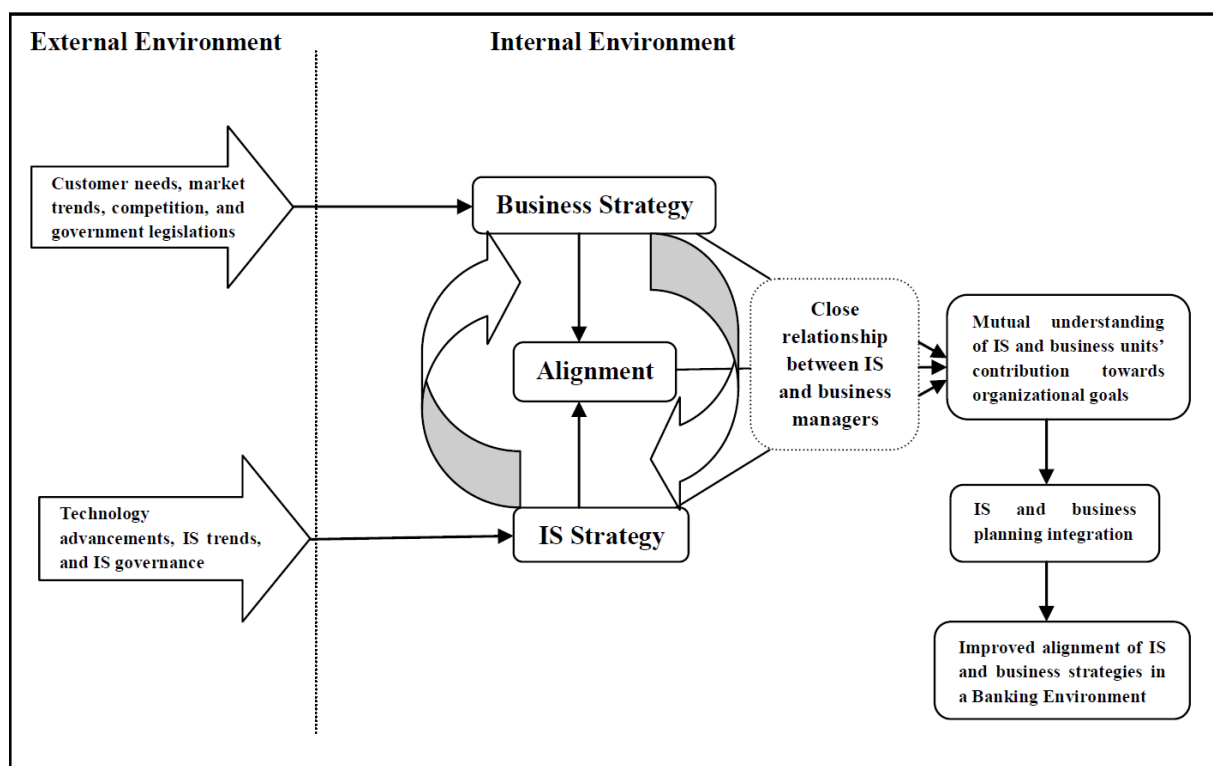 External Environment
Internal Environment
Customer needs, market
trends, competition, and
government legislations
Business Strategy
Close
relationship
between IS
and business
managers
Mutual understanding
of IS and business units’
contribution towards
organizational goals
Alignment
Technology
advancements, IS trends,
and IS governance
IS Strategy
IS and business
planning integration
Improved alignment of IS
and business strategies in
a Banking Environment